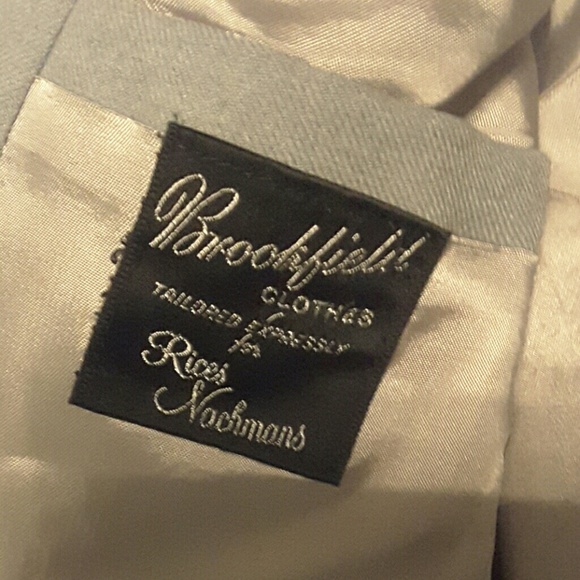 Brookfield
CLOTHES
TAILORED EXPRESSLY
for
Rices
Nachmans